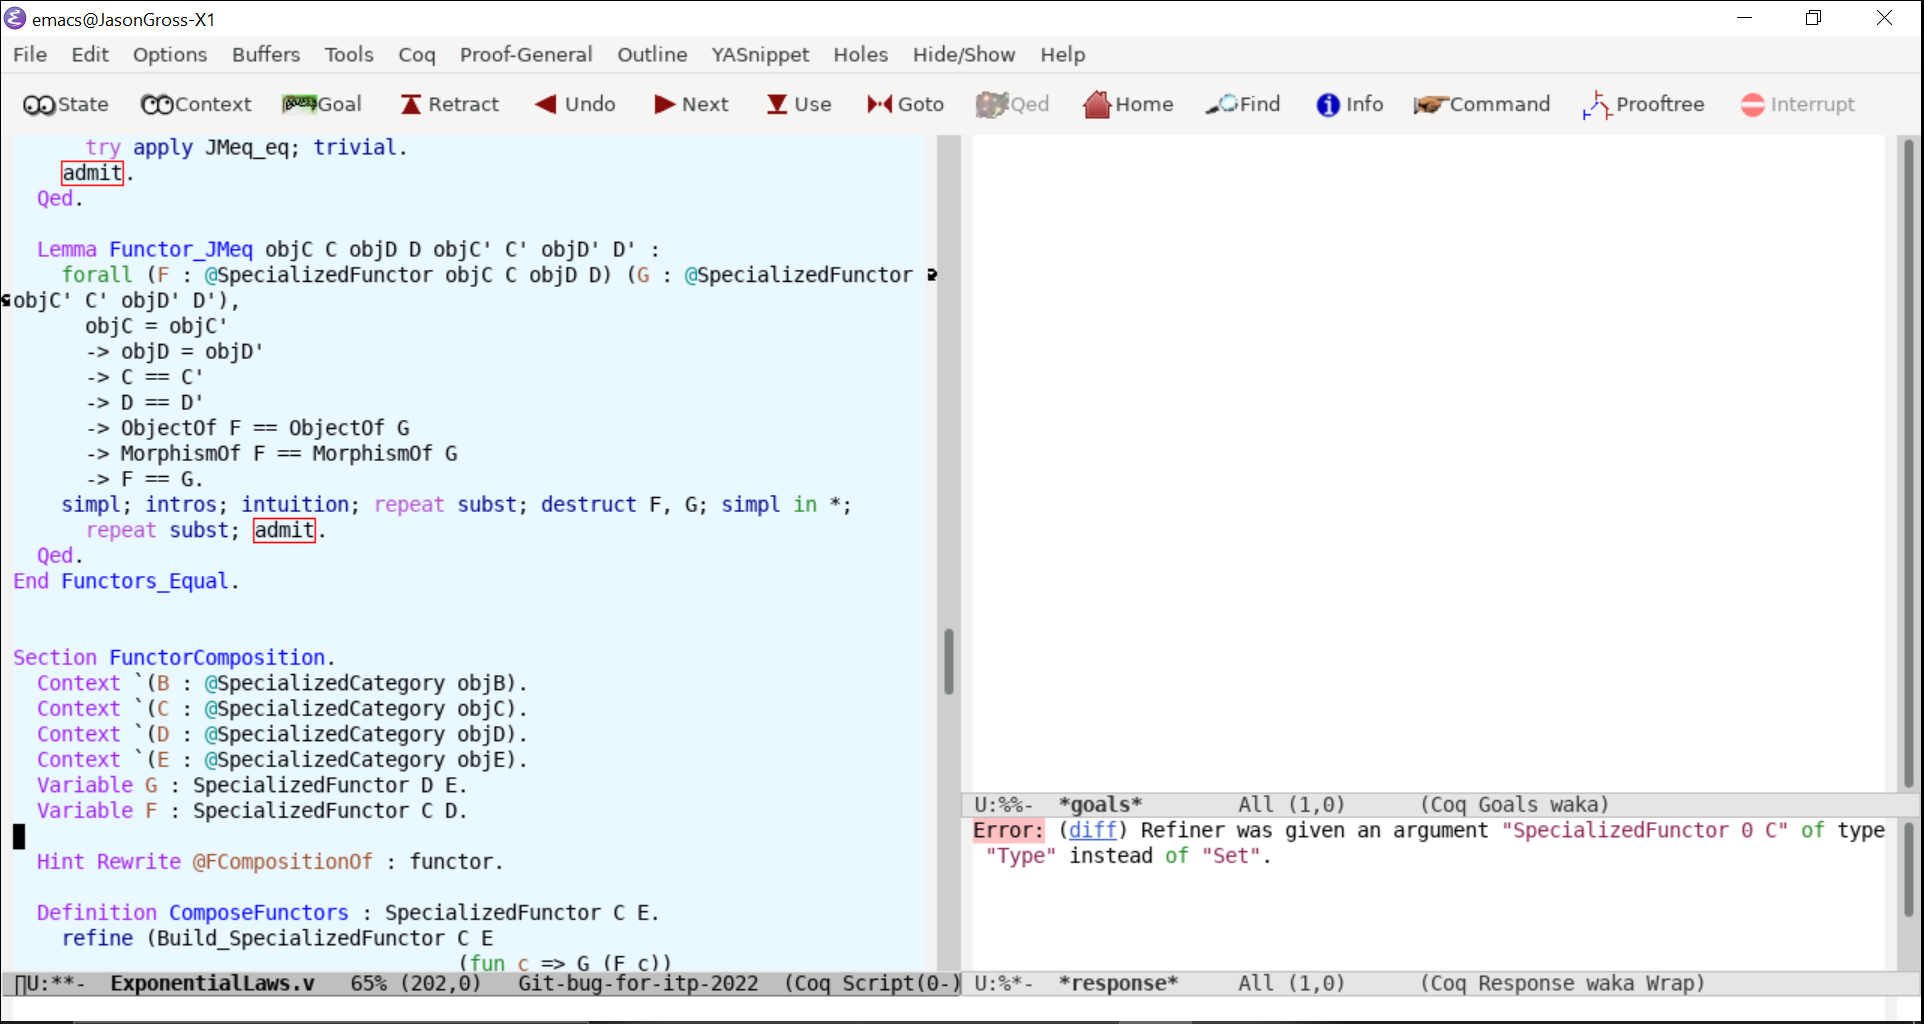 emacs@JasonGross-X1
File Edit Options Buffers Tools Coq Proof-General Outline YASnippet Holes Hide/Show Help
State Context Goal Retract Undo Next Use Goto Qed Home Find Info Command Prooftree Interrupt
try apply JMeq_eq; trivial.
admit.
Qed.
Lemma Functor_JMeq objC C objD D objC' C' objD' D' :
forall (F : @SpecializedFunctor objC C objD D) (G : @SpecializedFunctor
objC' C' objD' D'),
objC = objC'
-> objD = objD'
-> C == C'
-> D == D'
-> ObjectOf F == ObjectOf G
-> MorphismOf F == MorphismOf G
-> F == G.
simpl; intros; intuition; repeat subst; destruct F, G; simpl in *;
repeat subst; admit.
Qed.
End Functors_Equal.
Section FunctorComposition.
Context `(B : @SpecializedCategory objB).
Context `(C : @SpecializedCategory objC).
Context `(D : @SpecializedCategory objD).
Context `(E : @SpecializedCategory objE).
Variable G : SpecializedFunctor D E.
Variable F : SpecializedFunctor C D.
Hint Rewrite @FCompositionOf : functor.
Definition ComposeFunctors : SpecializedFunctor C E.
refine (Build_SpecializedFunctor C E
(fun c => G (F c))
U:**- ExponentialLaws.v 65% (202,0) Git-bug-for-itp-2022 (Coq Script(0-)
U:%%- *goals* All (1,0) (Coq Goals waka)
Error: (diff) Refiner was given an argument "SpecializedFunctor 0 C" of type
"Type" instead of "Set".
U:%*- *response* All (1,0) (Coq Response waka Wrap)